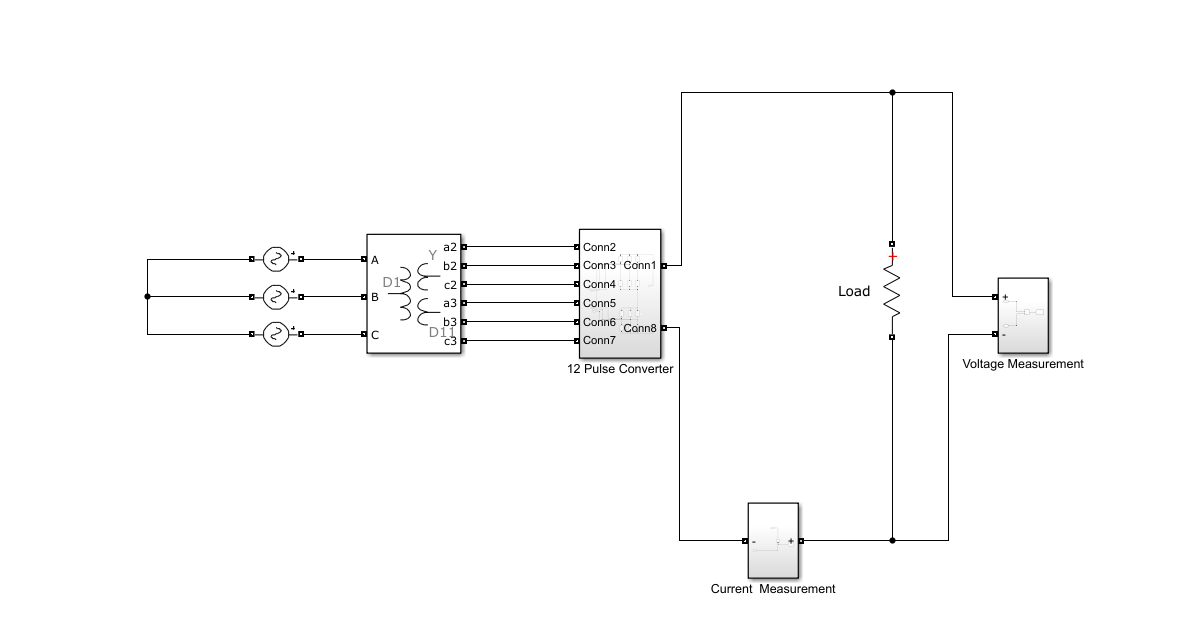 A
B
C
D1
Y
D11
a2
b2
c2
a3
b3
c3
Conn2
Conn3
Conn4
Conn5
Conn6
Conn7
Conn1
Conn8
12 Pulse Converter
+
+
+
+
Load
+
-
Voltage Measurement
- +
Current  Measurement